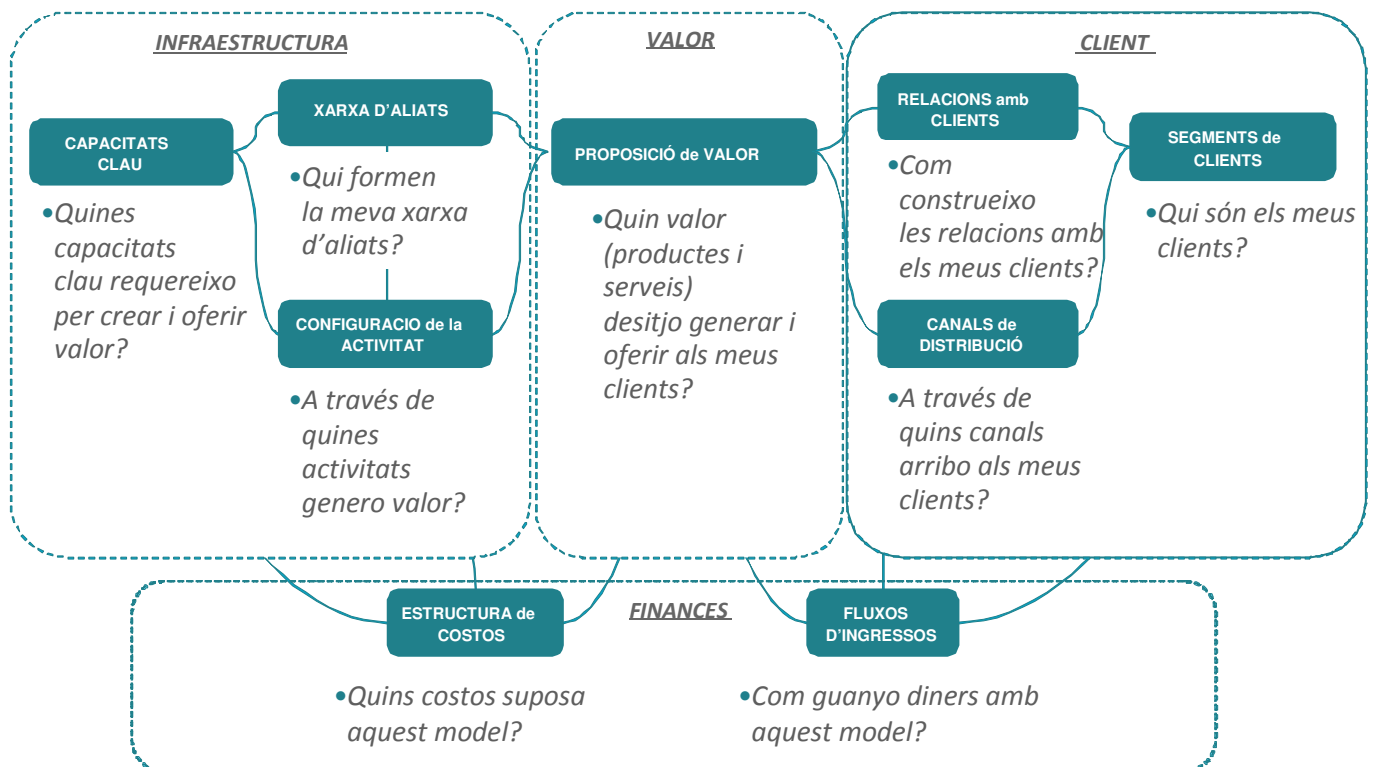 INFRAESTRUCTURA
CAPACITATS
CLAU
•Quines
capacitats
clau requereixo
per crear i oferir
valor?
XARXA D'ALIATS
•Qui formen
la meva xarxa
d'aliats?
CONFIGURACIO de la
ACTIVITAT
•A través de
quines
activitats
genero valor?
VALOR
PROPOSICIÓ de VALOR
•Quin valor
(productes i
serveis)
desitjo generar i
oferir als meus
clients?
CLIENT
RELACIONS amb
CLIENTS
•Com
construeixo
les relacions amb
els meus clients?
CANALS de
DISTRIBUCIÓ
•A través de
quins canals
arribo als meus
clients?
SEGMENTS de
CLIENTS
•Qui són els meus
clients?
FINANCES
ESTRUCTURA de
COSTOS
•Quins costos suposa
aquest model?
FLUXOS
D'INGRESSOS
•Com guanyo diners amb
aquest model?